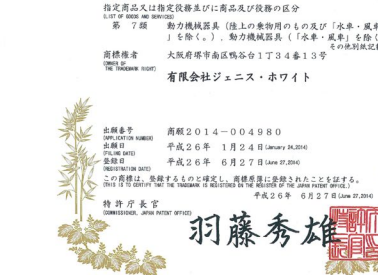 指定商品又は指定役務並びに商品及び役務の区分
(LIST OF GOODS AND SERVICES)
第 7類 動力機械器具(陸上の乗物用のもの及び「水車・風車
」を除く。),動力機械器具(「水車・風車」を除く
その他別紙記
商標権者 大阪府堺市南区鴨谷台1丁34番13号
(OWNER OF THE TRADEMARK RIGHT)
有限会社ジェニス・ホワイト
出願番号 商願2014-004980
(APPLICATION NUMBER)
出願日 平成26年 1月24日(January 24,2014)
(FILING DATE)
登録日 平成26年 6月27日(June 27,2014)
(REGISTRATION DATE)
この商標は、登録するものと確定し、商標原簿に登録されたことを証する。
(THIS IS TO CERTIFY THAT THE TRADEMARK IS REGISTERED ON THE REGISTER OF THE JAPAN PATENT OFFICE.)
平成26年 6月27日(June 27,2014)
特許庁長官
(COMMISSIONER, JAPAN PATENT OFFICE)
羽藤秀雄